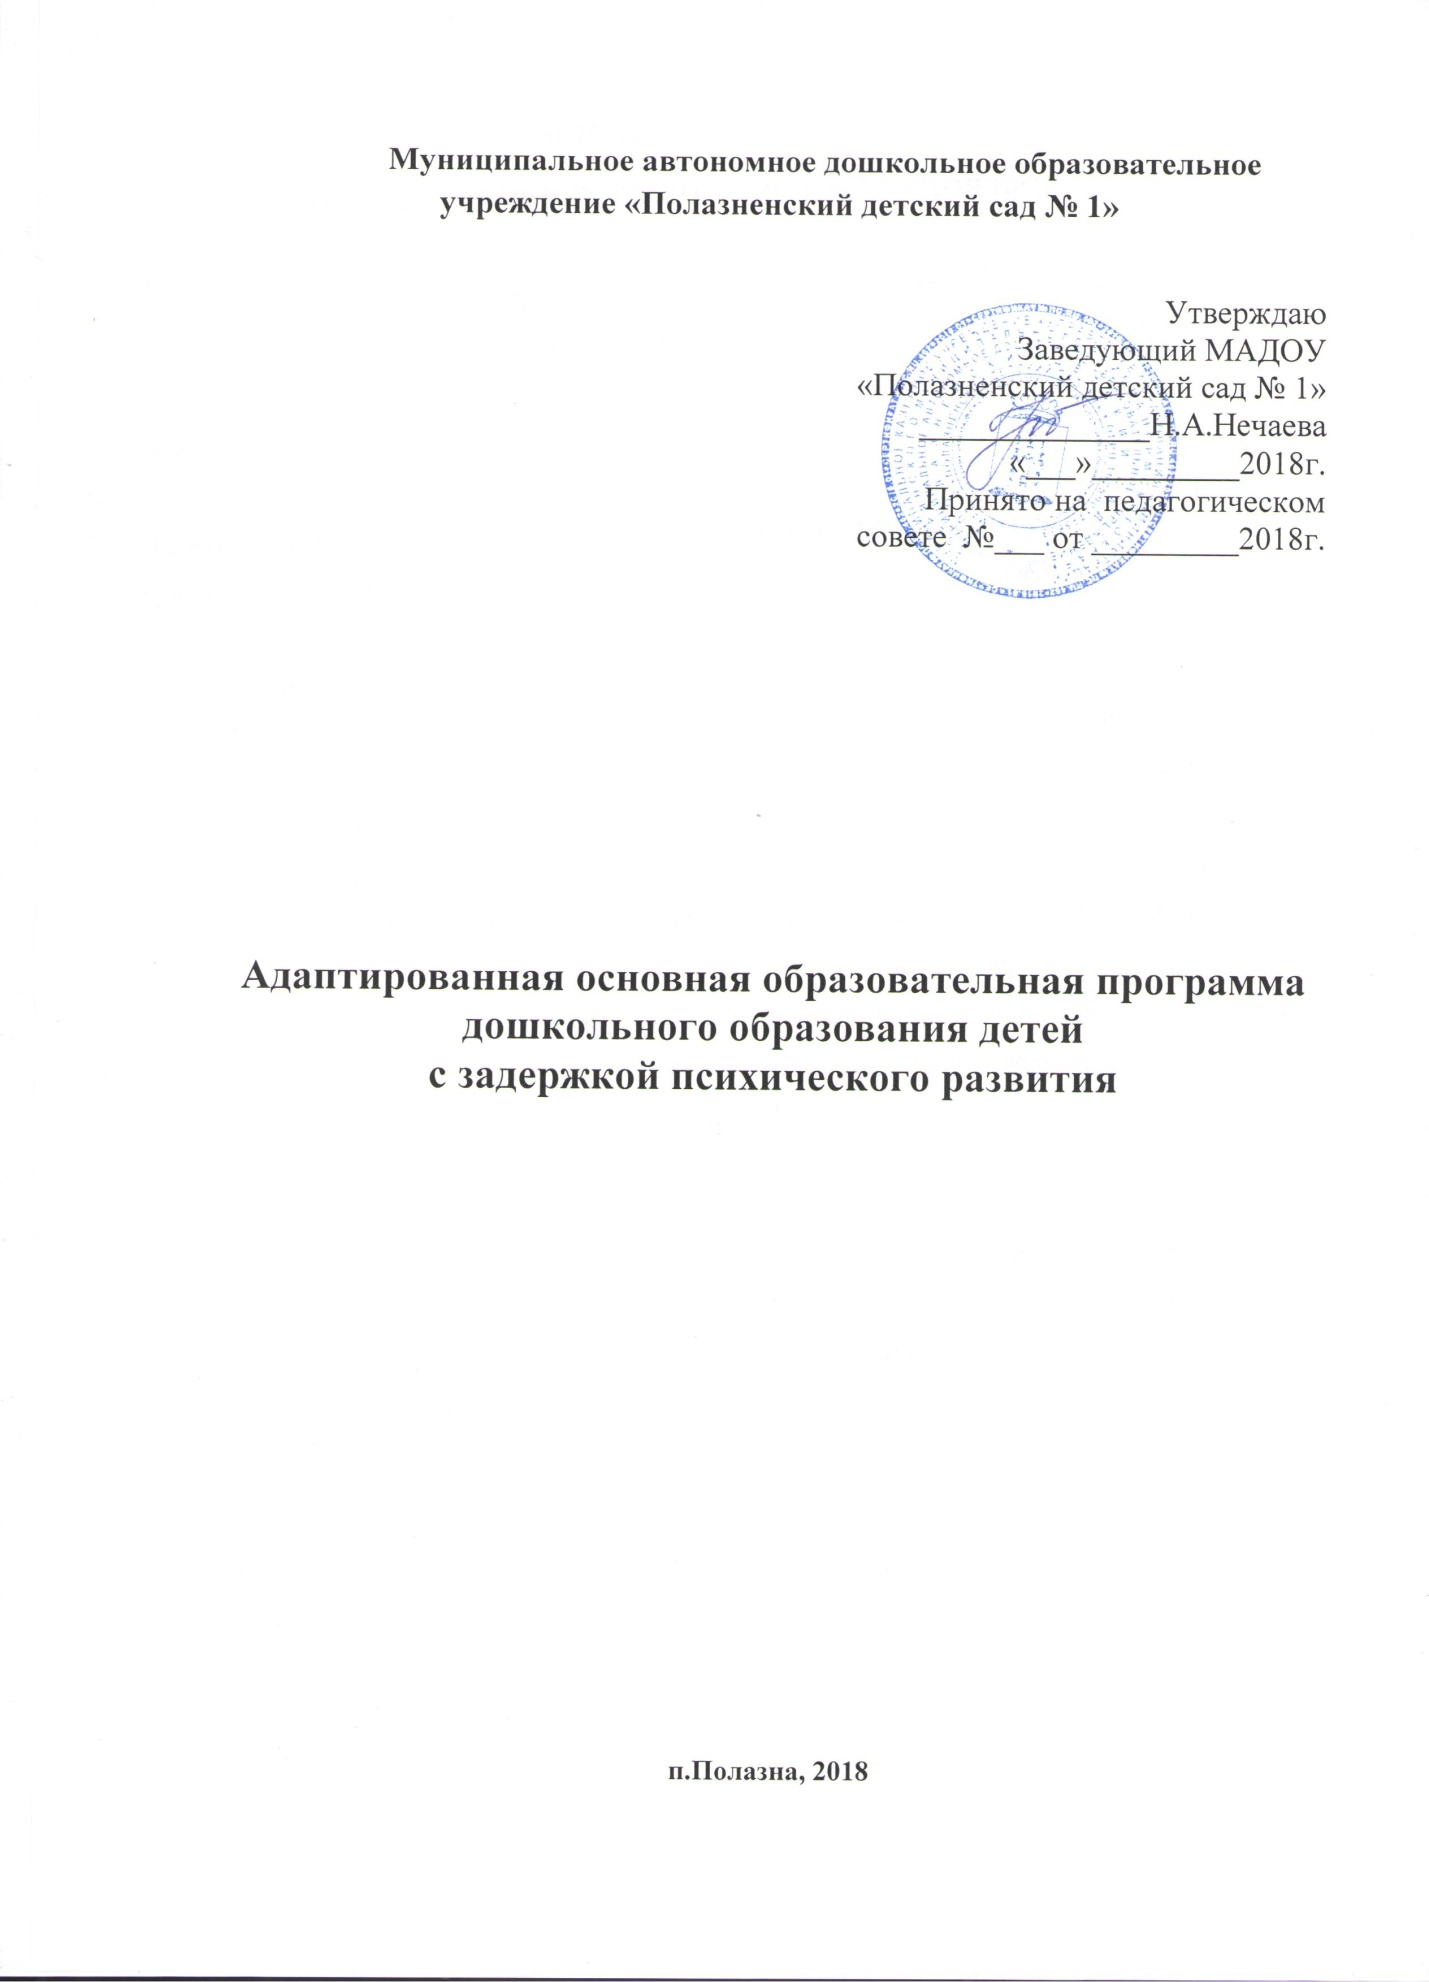 Муниципальное автономное дошкольное образовательное
учреждение «Полазненский детский сад № 1»
Утверждаю
Заведующий МАДОУ
«Полазненский детский сад № 1»
______________Н.А.Нечаева
«___»_________2018г.
Принято на педагогическом
совете №___ от _________2018г.
Адаптированная основная образовательная программа
дошкольного образования детей
с задержкой психического развития
п.Полазна, 2018